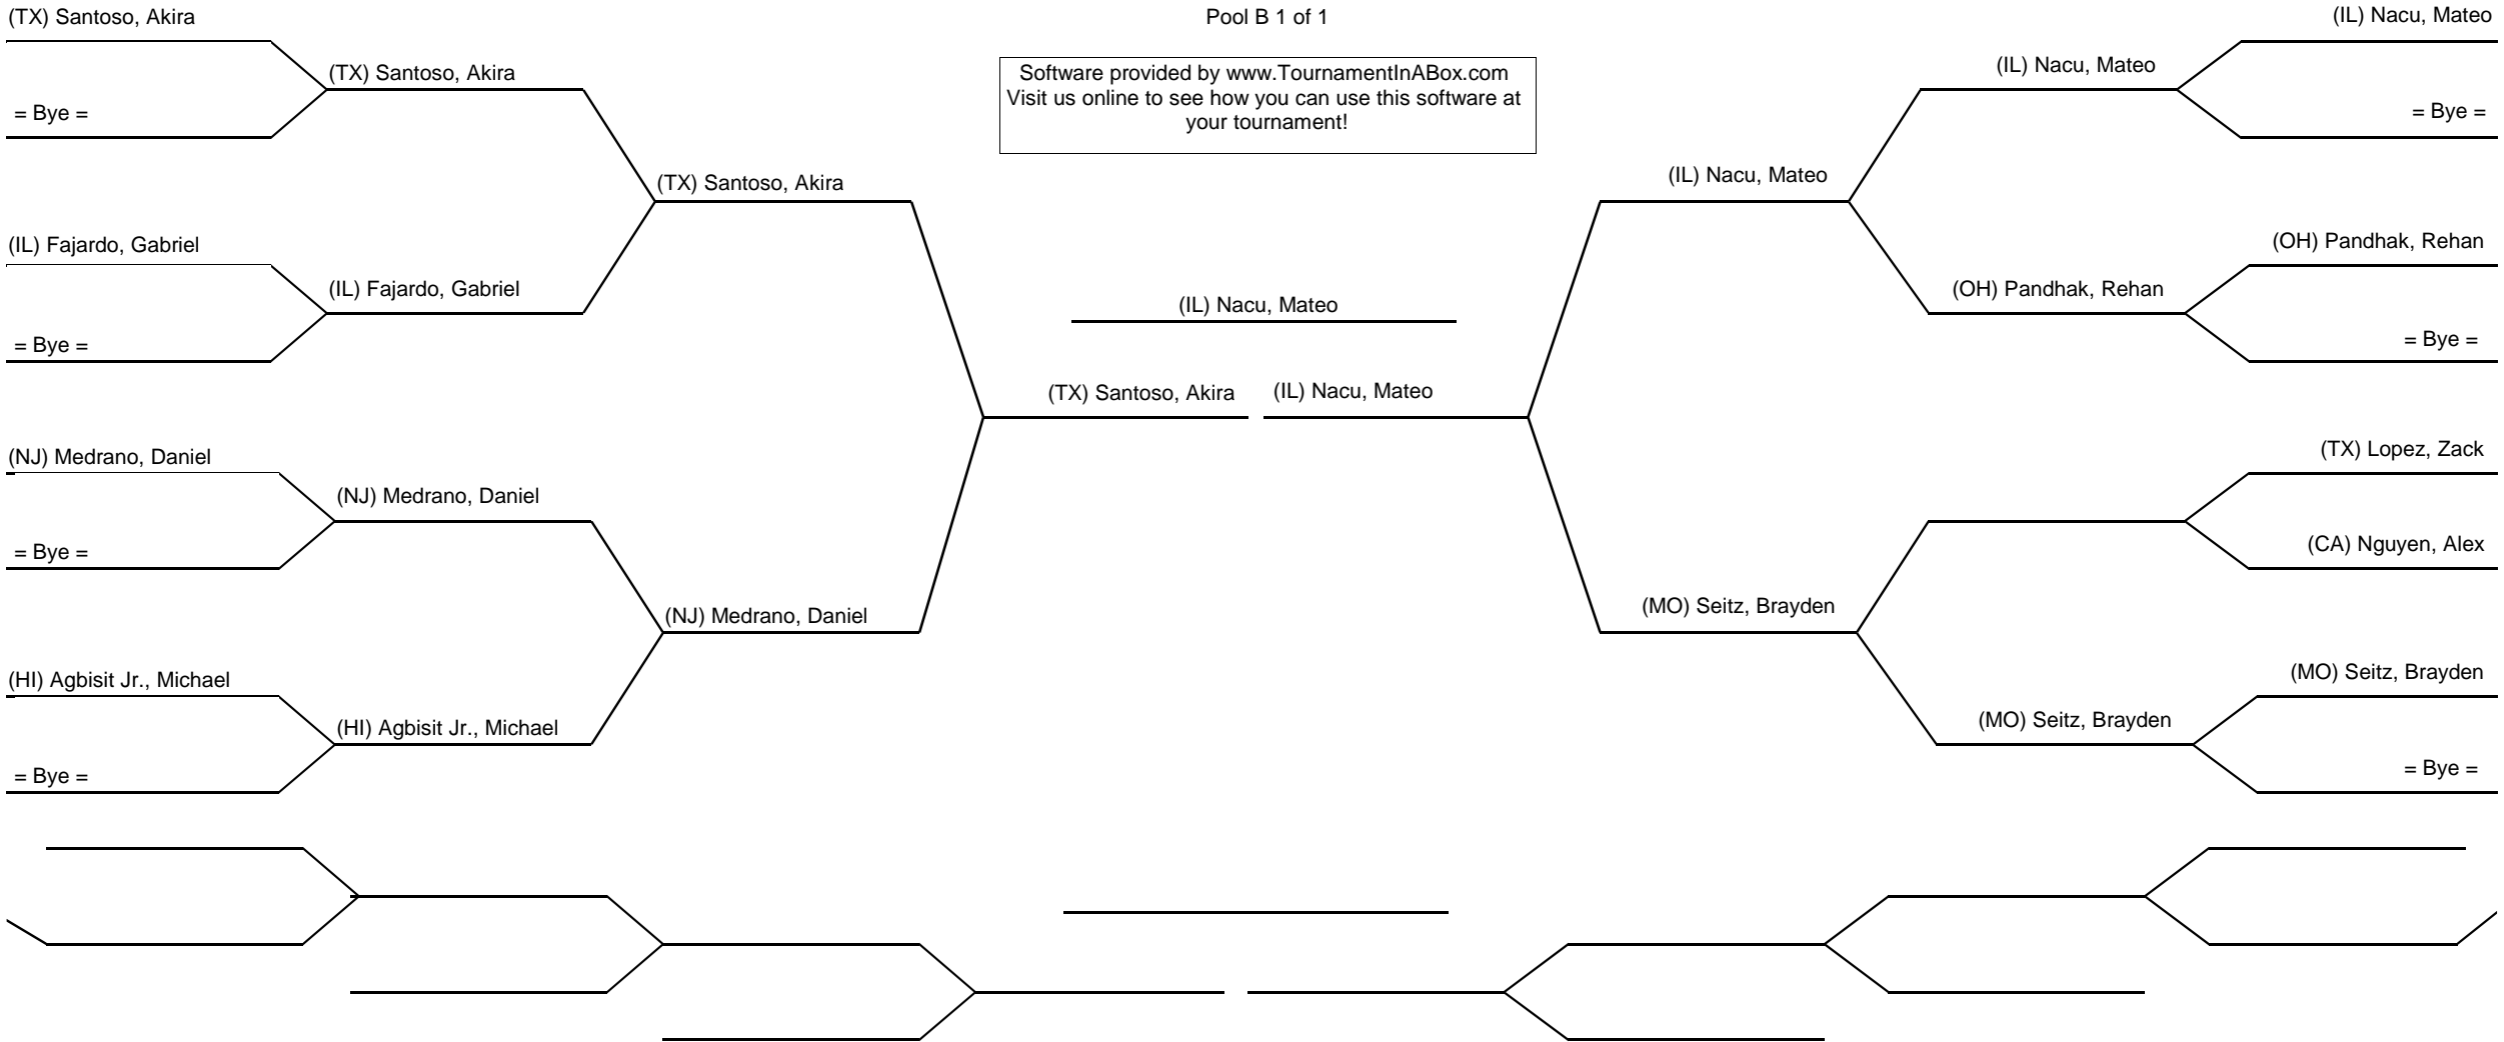 (TX) Santoso, Akira
Pool B 1 of 1
(IL) Nacu, Mateo
Software provided by www.TournamentInABox.com
Visit us online to see how you can use this software at
your tournament!
(TX) Santoso, Akira
(IL) Nacu, Mateo
= Bye =
= Bye =
(TX) Santoso, Akira
(IL) Nacu, Mateo
(IL) Fajardo, Gabriel
(OH) Pandhak, Rehan
(IL) Fajardo, Gabriel
(IL) Nacu, Mateo
(OH) Pandhak, Rehan
= Bye =
= Bye =
(TX) Santoso, Akira
(IL) Nacu, Mateo
(NJ) Medrano, Daniel
(TX) Lopez, Zack
(NJ) Medrano, Daniel
= Bye =
(CA) Nguyen, Alex
(NJ) Medrano, Daniel
(MO) Seitz, Brayden
(HI) Agbisit Jr., Michael
(MO) Seitz, Brayden
(HI) Agbisit Jr., Michael
(MO) Seitz, Brayden
= Bye =
= Bye =